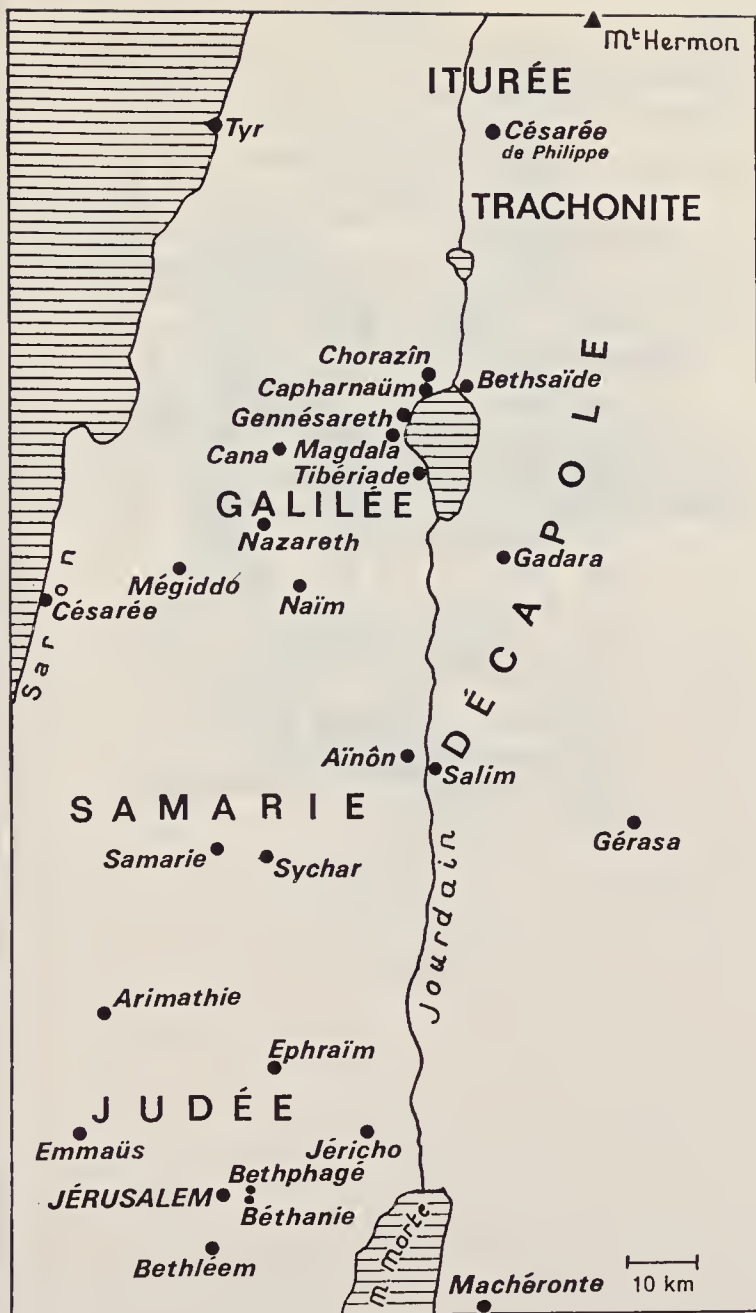 Mt Hermon
ITURÉE
Tyr
Césarée
de Philippe
TRACHONITE
Chorazîn
Capharnaüm
Bethsaïde
Gennésareth
Cana
Magdala
Tibériade
GALILÉE
DÉCAPOLE
Nazareth
Gadara
Mégiddó
Naïm
Césarée
Saron
Aïnôn
Salim
SAMARIE
Gérasa
Samarie
Sychar
Jourdain
Arimathie
Ephraïm
JUDÉE
Emmaüs
Jéricho
Bethphagé
JÉRUSALEM
Béthanie
m. morte
Bethléem
Machéronte
10 km